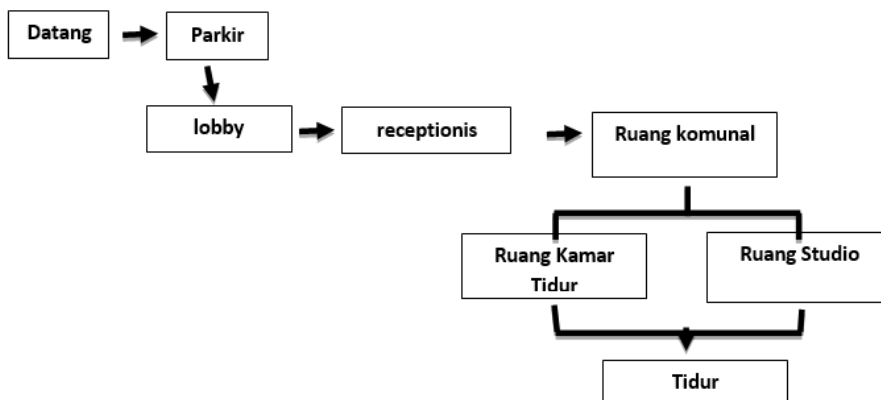 Datang
Parkir
lobby
receptionis
Ruang komunal
Ruang Kamar
Tidur
Ruang Studio
Tidur